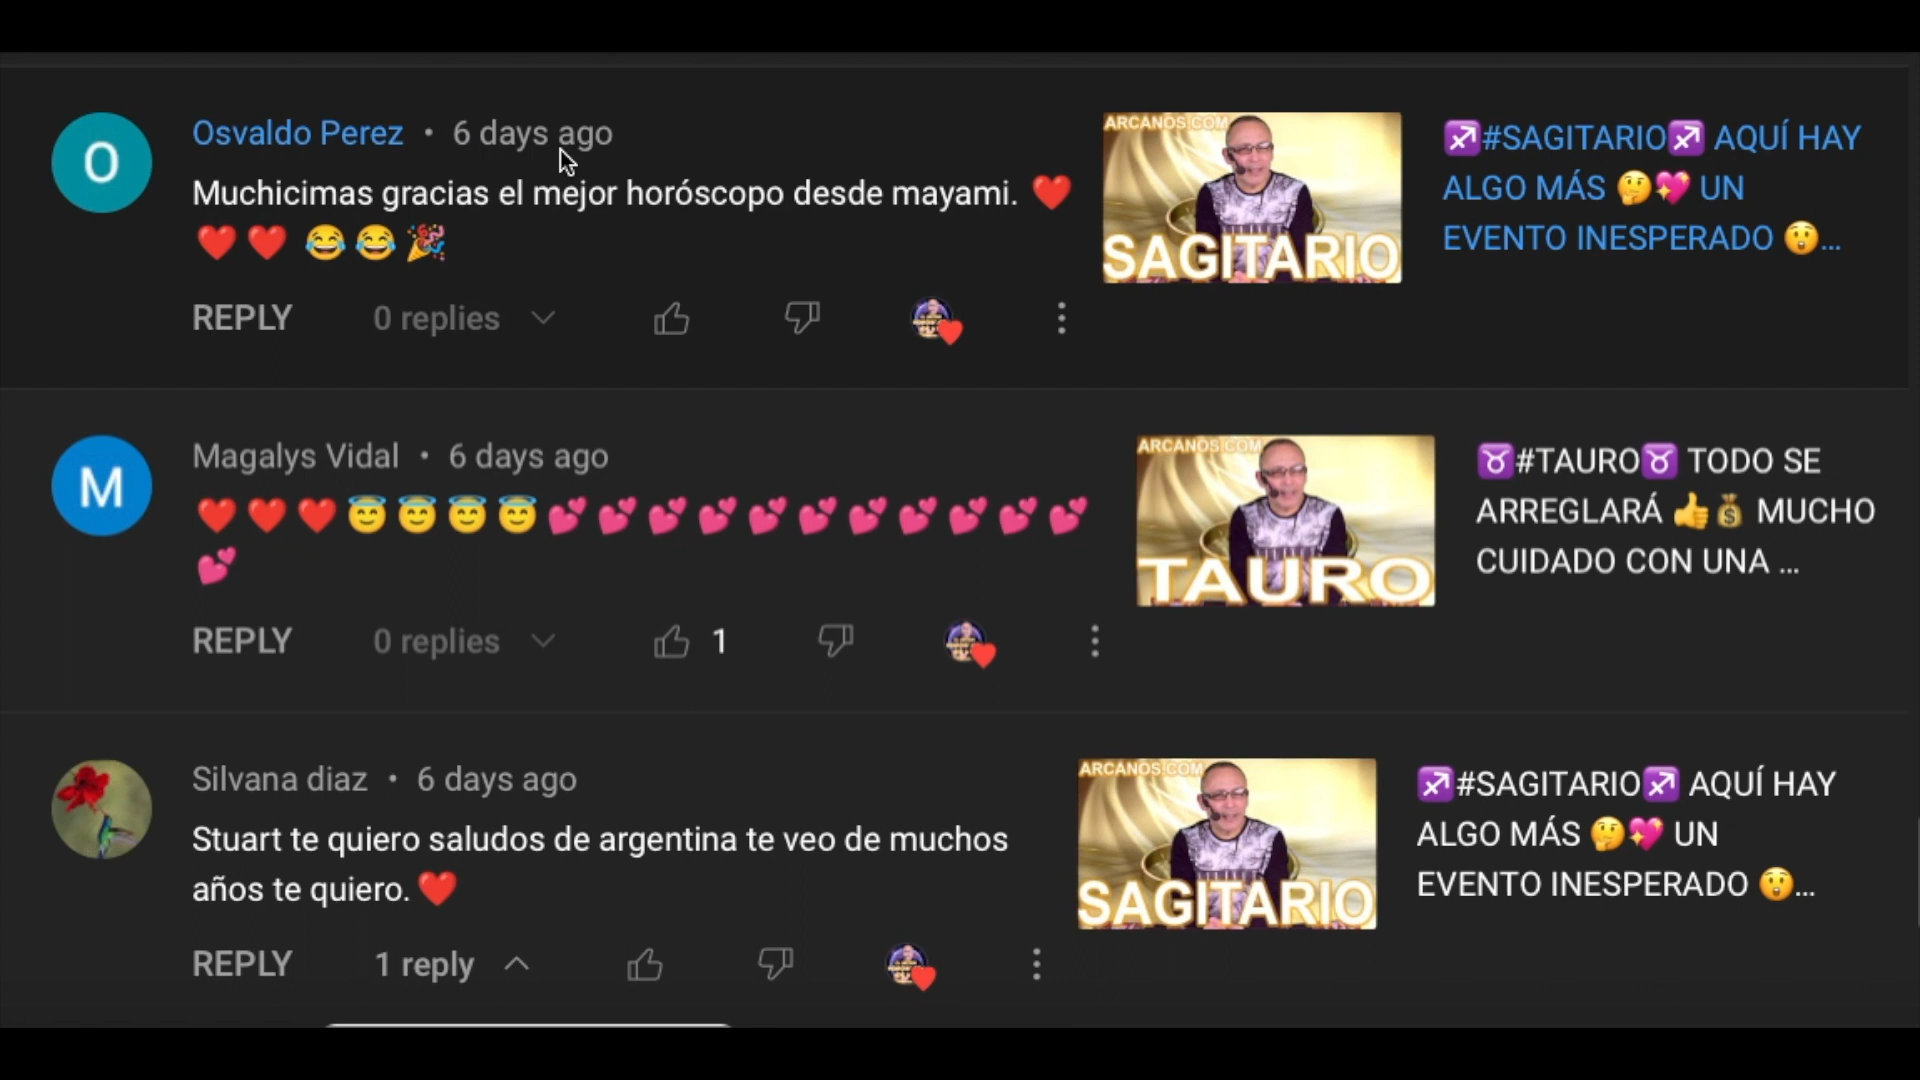 O
Osvaldo Perez • 6 days ago
Muchicimas gracias el mejor horóscopo desde mayami. ❤️
❤️ ❤️ 😂 😂 🎉
REPLY 0 replies
ARCANOS.COM
SAGITARIO
♐#SAGITARIO♐ AQUÍ HAY
ALGO MÁS 🤔💖 UN
EVENTO INESPERADO 😲...
M
Magalys Vidal • 6 days ago
❤️ ❤️ ❤️ 😇 😇 😇 😇 💕 💕 💕 💕 💕 💕 💕 💕 💕 💕 💕
💕
REPLY 0 replies 1
ARCANOS.COM
TAURO
♉#TAURO♉ TODO SE
ARREGLARÁ 👍💰 MUCHO
CUIDADO CON UNA ...
Silvana diaz • 6 days ago
Stuart te quiero saludos de argentina te veo de muchos
años te quiero. ❤️
REPLY 1 reply
ARCANOS.COM
SAGITARIO
♐#SAGITARIO♐ AQUÍ HAY
ALGO MÁS 🤔💖 UN
EVENTO INESPERADO 😲...